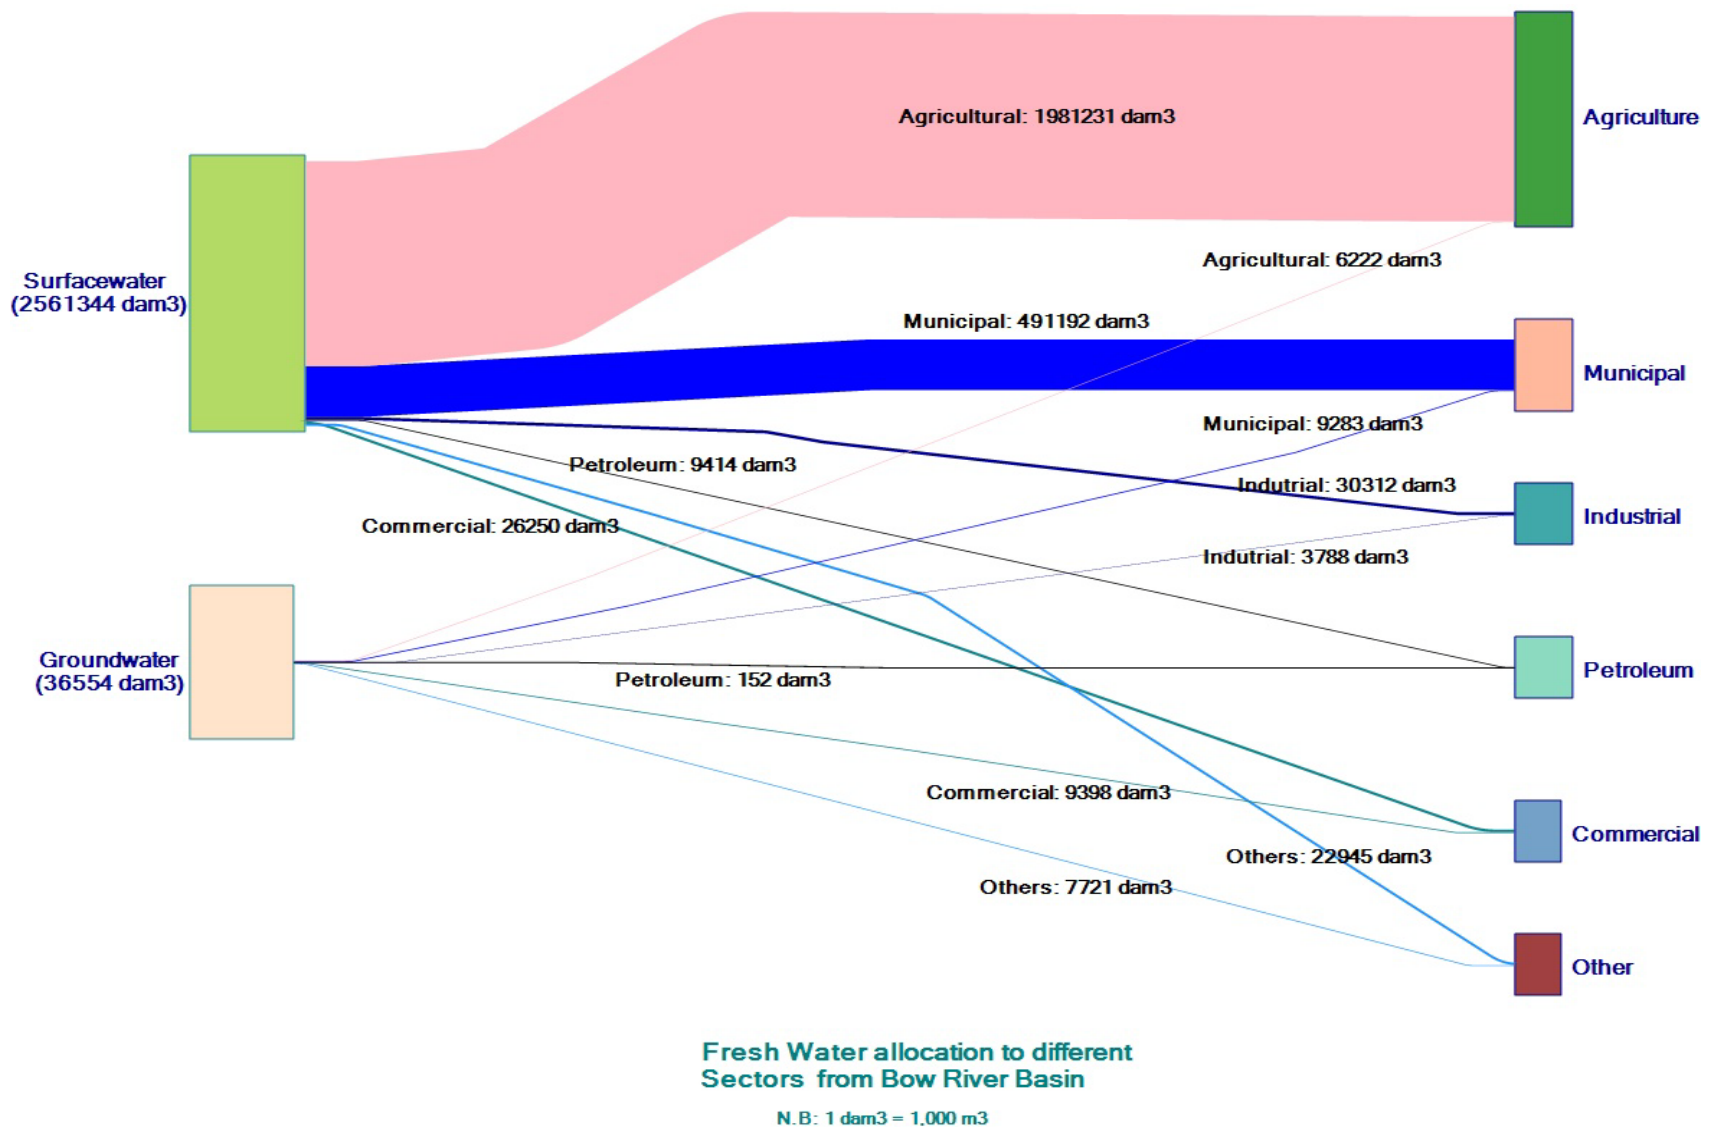 Agricultural: 1981231 dam3
Agriculture
Agricultural: 6222 dam3
Surfacewater
(2561344 dam3)
Municipal: 491192 dam3
Municipal
Municipal: 9283 dam3
Petroleum: 9414 dam3
Indutrial: 30312 dam3
Commercial: 26250 dam3
Industrial
Indutrial: 3788 dam3
Groundwater
(36554 dam3)
Petroleum
Petroleum: 152 dam3
Commercial: 9398 dam3
Commercial
Others: 22945 dam3
Others: 7721 dam3
Other
Fresh Water allocation to different
Sectors from Bow River Basin
N.B: 1 dam3 = 1,000 m3